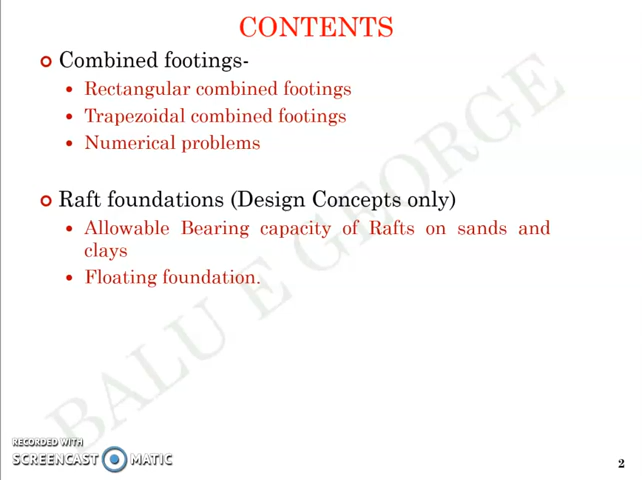 CONTENTS
Combined footings-
Rectangular combined footings
Trapezoidal combined footings
Numerical problems
Raft foundations (Design Concepts only)
Allowable Bearing capacity of Rafts on sands and
clays
Floating foundation.
BALU E GEORGE
RECORDED WITH
SCREENCAST MATIC
2